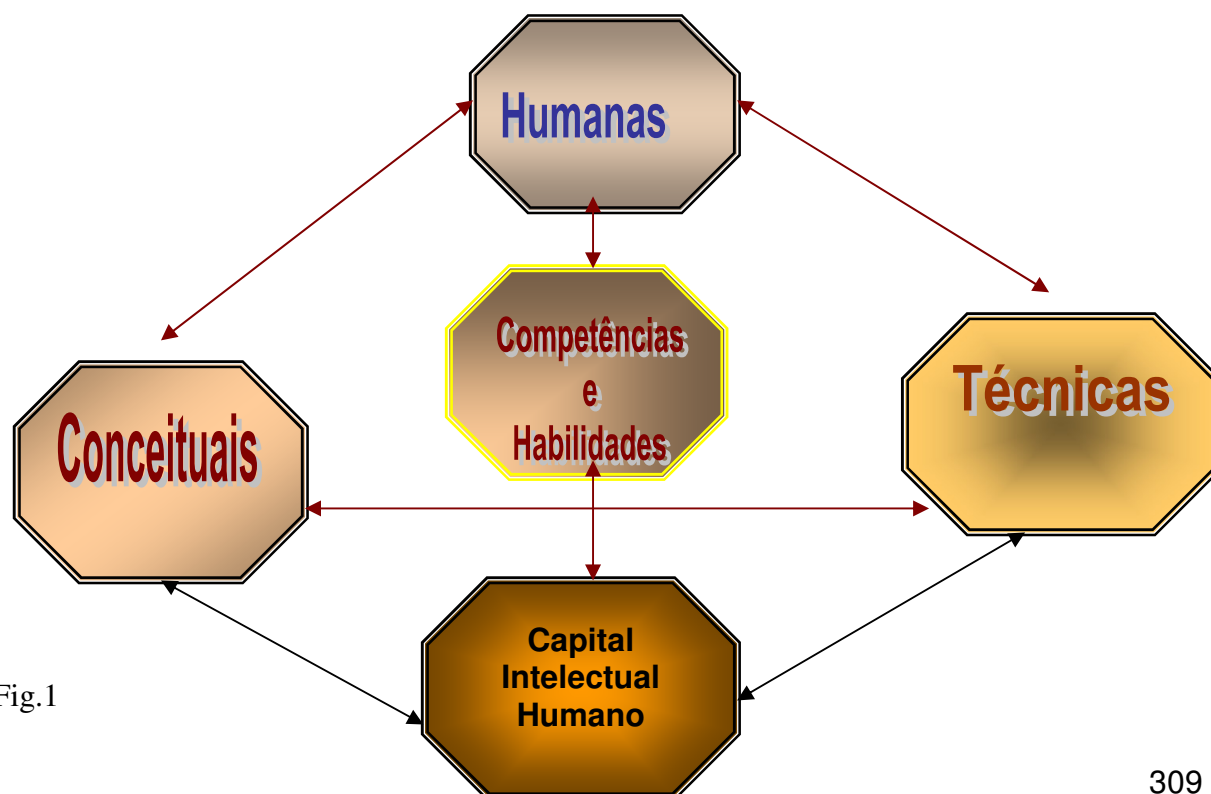 Humanas
Competências
e
Habilidades
Técnicas
Conceituais
Capital
Intelectual
Humano
Fig.1
309